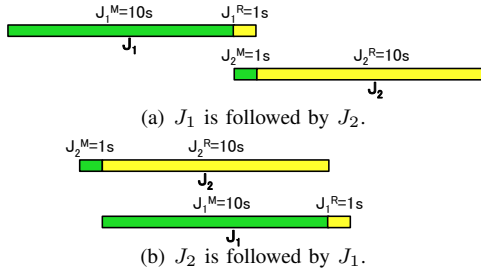 J₁ᴹ=10s J₁ᴿ=1s
J₁
J₂ᴹ=1s J₂ᴿ=10s
J₂
(a) J₁ is followed by J₂.
J₂ᴹ=1s J₂ᴿ=10s
J₂
J₁ᴹ=10s J₁ᴿ=1s
J₁
(b) J₂ is followed by J₁.